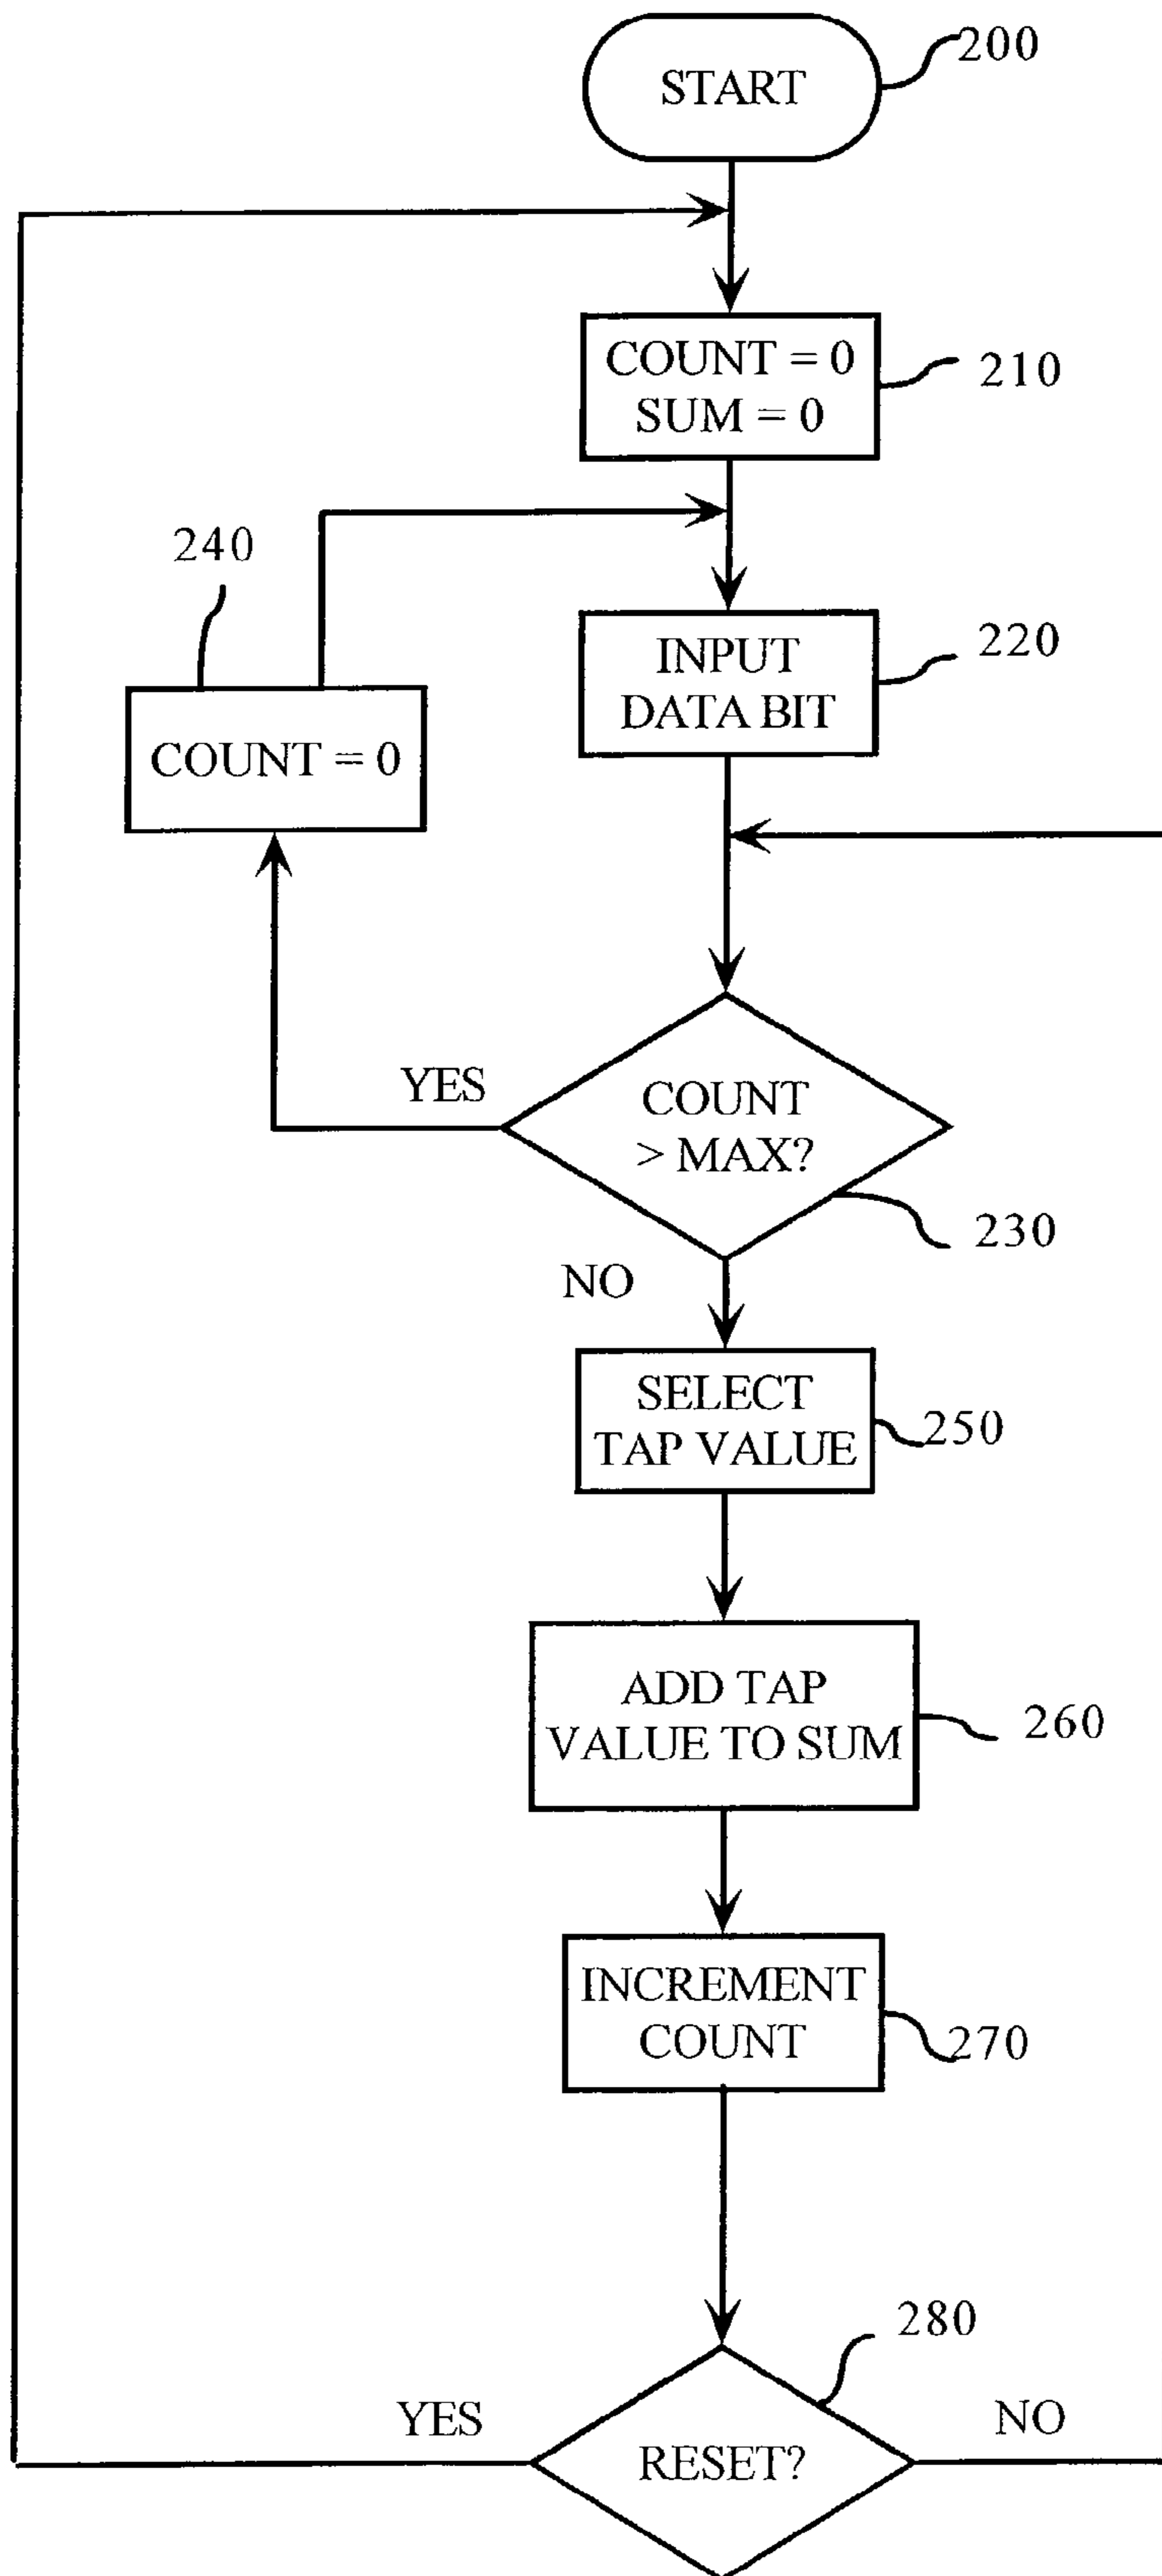 START
200
COUNT = 0
SUM = 0
210
240
INPUT
DATA BIT
220
COUNT = 0
YES
COUNT
> MAX?
230
NO
SELECT
TAP VALUE
250
ADD TAP
VALUE TO SUM
260
INCREMENT
COUNT
270
280
YES
RESET?
NO